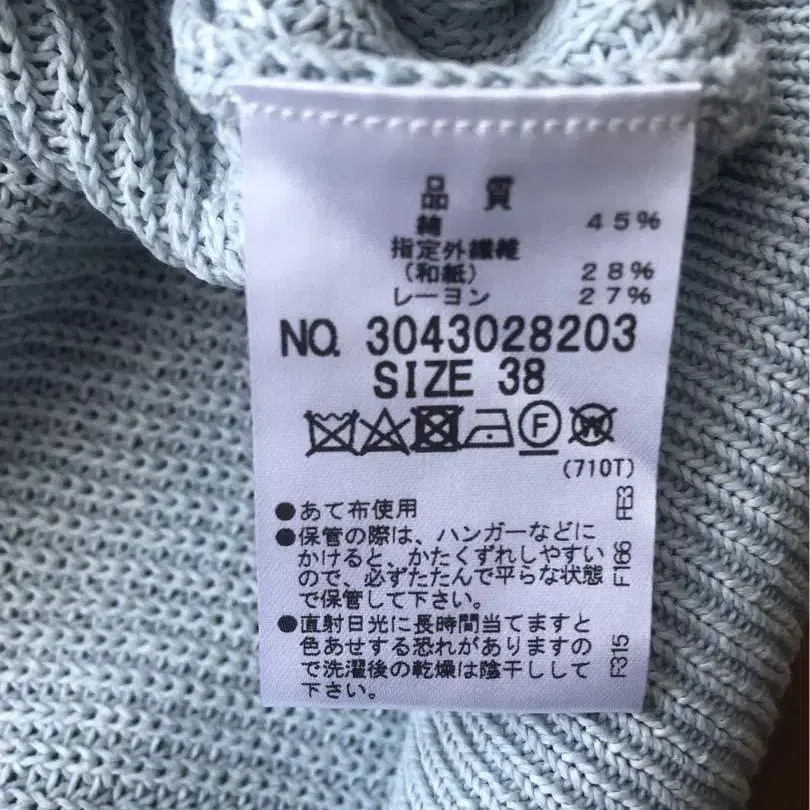 品 質
綿 45%
指定外繊維
(和紙) 28%
レーヨン 27%
NO. 3043028203
SIZE 38
F W
(710T)
●あて布使用
●保管の際は、ハンガーなどに
かけると、かたくずれしやすい
ので、必ずたたんで平らな状態
で保管して下さい。
●直射日光に長時間当てますと
色あせする恐れがありますの
で洗濯後の乾燥は陰干しして
下さい。
FE3
F166
F315